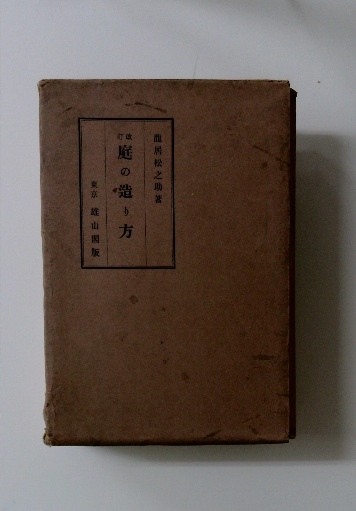 龍居松之助著
改訂
庭の造り方
東京 雄山閣版